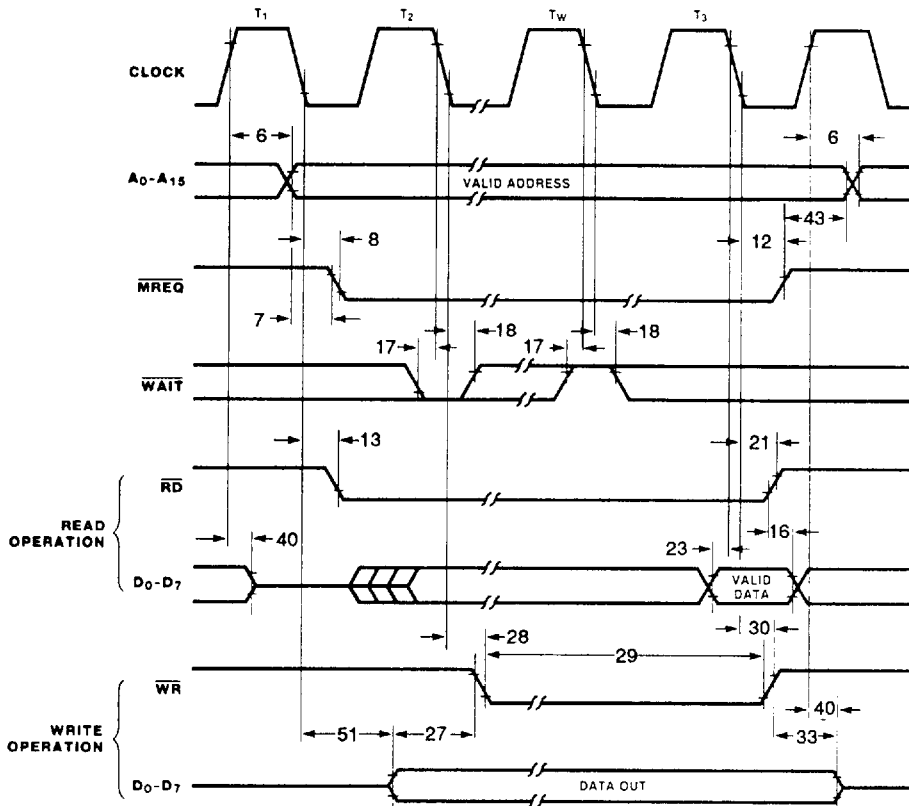 T1 T2 TW T3
CLOCK
6 6
A0-A15 VALID ADDRESS
43
8 12
MREQ
7
18 18
17 17
WAIT
13 21
RD
READ
OPERATION
40 23 16
D0-D7 VALID
DATA
28 30
29
WR
40
WRITE
OPERATION
51 27 33
D0-D7 DATA OUT